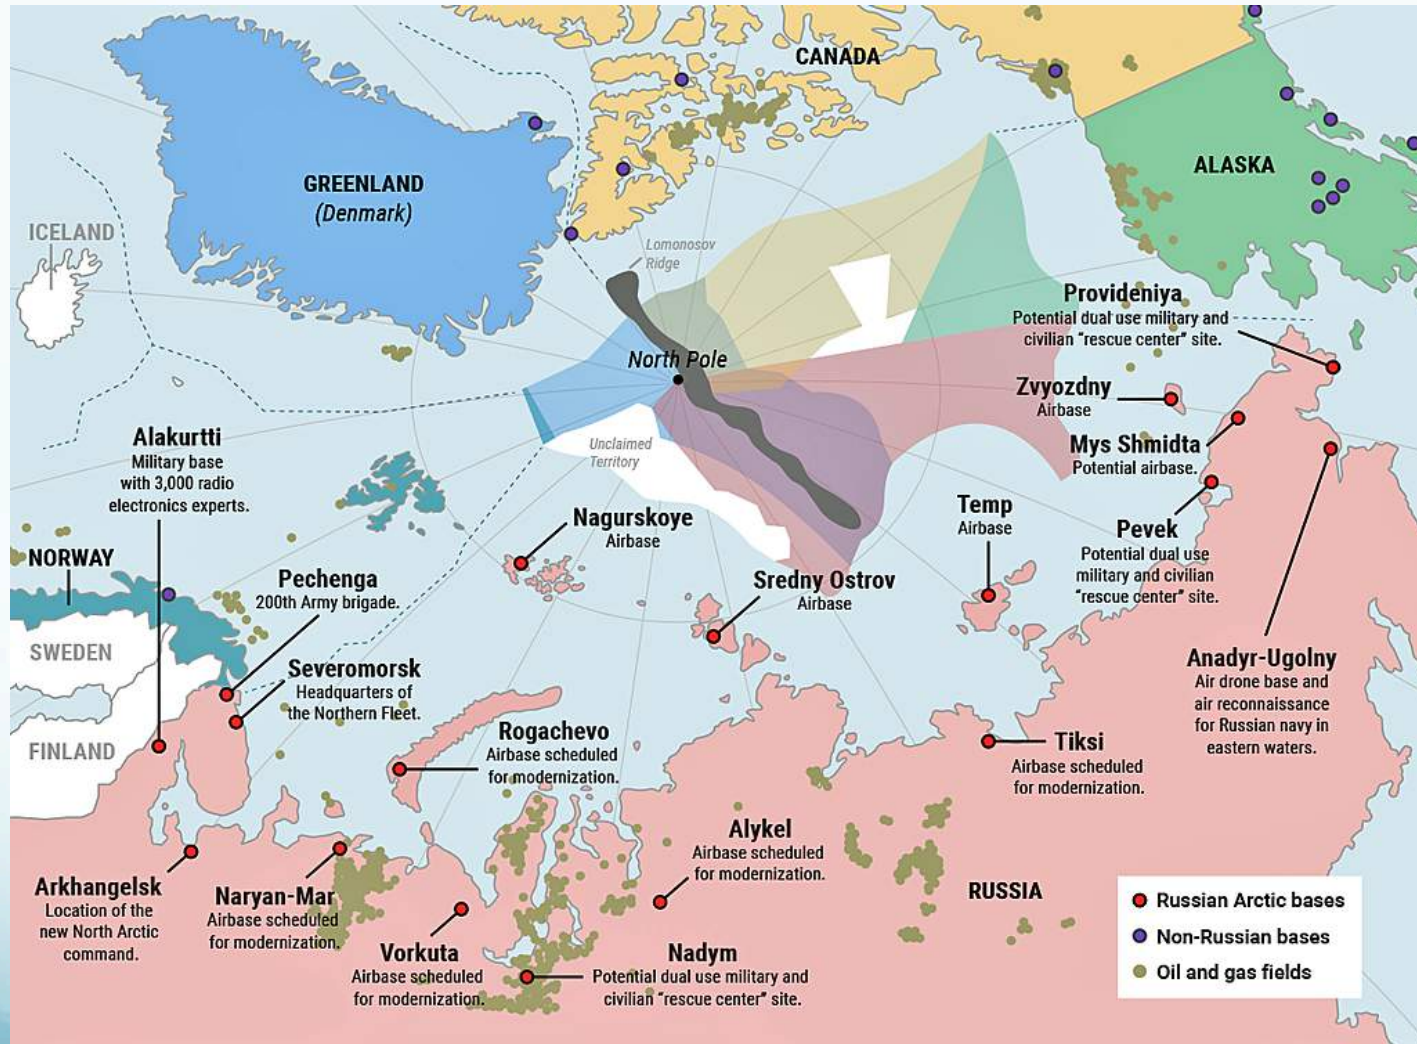 CANADA
GREENLAND
(Denmark)
ALASKA
ICELAND
Lomonosov
Ridge
North Pole
Unclaimed
Territory
Provideniya
Potential dual use military and
civilian "rescue center" site.
Zvyozdny
Airbase
Mys Shmidta
Potential airbase.
Pevek
Potential dual use
military and civilian
"rescue center" site.
Temp
Airbase
Alakurtti
Military base
with 3,000 radio
electronics experts.
Nagurskoye
Airbase
Sredny Ostrov
Airbase
NORWAY
Pechenga
200th Army brigade.
SWEDEN
Severomorsk
Headquarters of
the Northern Fleet.
FINLAND
Rogachevo
Airbase scheduled
for modernization.
Anadyr-Ugolny
Air drone base and
air reconnaissance
for Russian navy in
eastern waters.
Tiksi
Airbase scheduled
for modernization.
Alykel
Airbase scheduled
for modernization.
Arkhangelsk
Location of the
new North Arctic
command.
Naryan-Mar
Airbase scheduled
for modernization.
Vorkuta
Airbase scheduled
for modernization.
Nadym
Potential dual use military and
civilian "rescue center" site.
RUSSIA
Russian Arctic bases
Non-Russian bases
Oil and gas fields